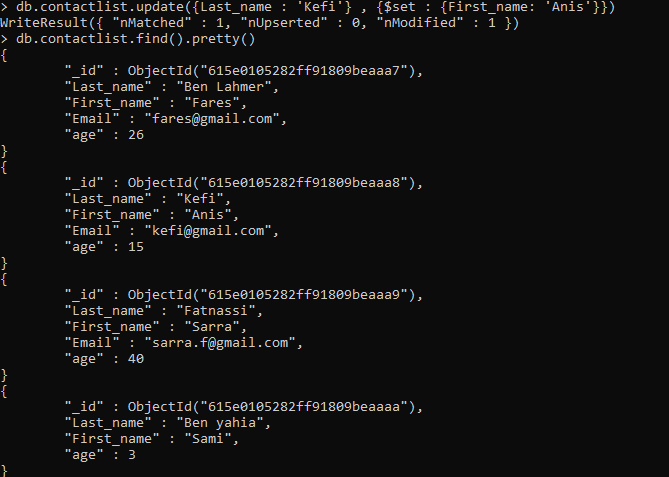 > db.contactlist.update({Last_name : 'Kefi'} , {$set : {First_name: 'Anis'}})
WriteResult({ "nMatched" : 1, "nUpserted" : 0, "nModified" : 1 })
> db.contactlist.find().pretty()
{
        "_id" : ObjectId("615e0105282ff91809beaaa7"),
        "Last_name" : "Ben Lahmer",
        "First_name" : "Fares",
        "Email" : "fares@gmail.com",
        "age" : 26
}
{
        "_id" : ObjectId("615e0105282ff91809beaaa8"),
        "Last_name" : "Kefi",
        "First_name" : "Anis",
        "Email" : "kefi@gmail.com",
        "age" : 15
}
{
        "_id" : ObjectId("615e0105282ff91809beaaa9"),
        "Last_name" : "Fatnassi",
        "First_name" : "Sarra",
        "Email" : "sarra.f@gmail.com",
        "age" : 40
}
{
        "_id" : ObjectId("615e0105282ff91809beaaaa"),
        "Last_name" : "Ben yahia",
        "First_name" : "Sami",
        "age" : 3
}